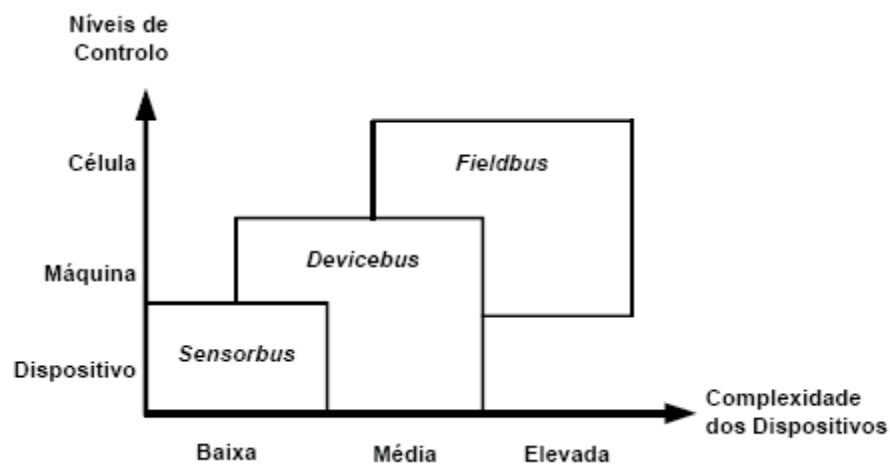 Níveis de
Controlo
Célula
Fieldbus
Máquina
Devicebus
Dispositivo
Sensorbus
Complexidade
dos Dispositivos
Baixa
Média
Elevada